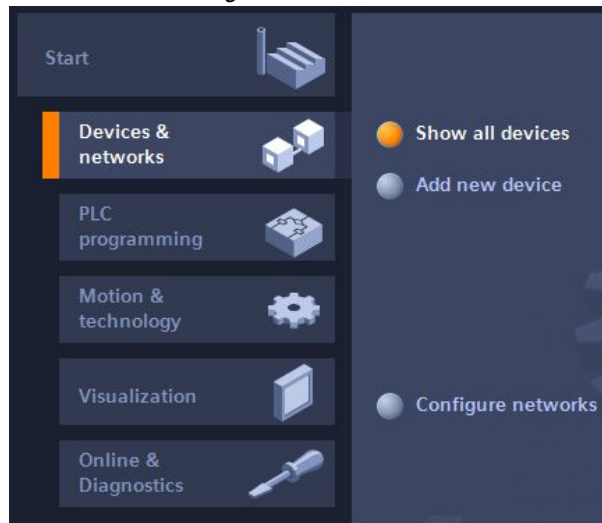 Start
Devices &
networks
PLC
programming
Motion &
technology
Visualization
Online &
Diagnostics
Show all devices
Add new device
Configure networks